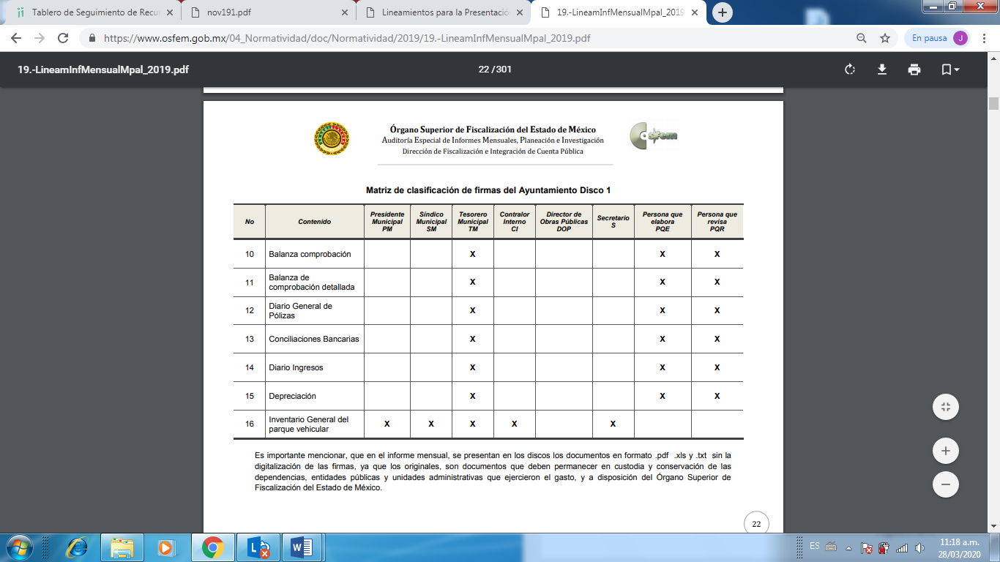 Tablero de Seguimiento de Recu
nov191.pdf
Lineamientos para la Presentació
19.-LineamInfMensualMpal_2019
https://www.osfem.gob.mx/04_Normatividad/doc/Normatividad/2019/19.-LineamInfMensualMpal_2019.pdf
En pausa
J
19.-LineamInfMensualMpal_2019.pdf
22 / 301
Órgano Superior de Fiscalización del Estado de México
Auditoría Especial de Informes Mensuales, Planeación e Investigación
Dirección de Fiscalización e Integración de Cuenta Pública
osfem
Matriz de clasificación de firmas del Ayuntamiento Disco 1
No
Contenido
Presidente
Municipal
PM
Síndico
Municipal
SM
Tesorero
Municipal
TM
Contralor
Interno
CI
Director de
Obras Públicas
DOP
Secretario
S
Persona que
elabora
PQE
Persona que
revisa
PQR
10 Balanza comprobación X X X
11 Balanza de
comprobación detallada X X X
12 Diario General de
Pólizas X X X
13 Conciliaciones Bancarias X X X
14 Diario Ingresos X X X
15 Depreciación X X X
16 Inventario General del
parque vehicular X X X X X
Es importante mencionar, que en el informe mensual, se presentan en los discos los documentos en formato .pdf .xls y .txt sin la
digitalización de las firmas, ya que los originales, son documentos que deben permanecer en custodia y conservación de las
dependencias, entidades públicas y unidades administrativas que ejercieron el gasto, y a disposición del Órgano Superior de
Fiscalización del Estado de México.
22
ES
11:18 a.m.
28/03/2020